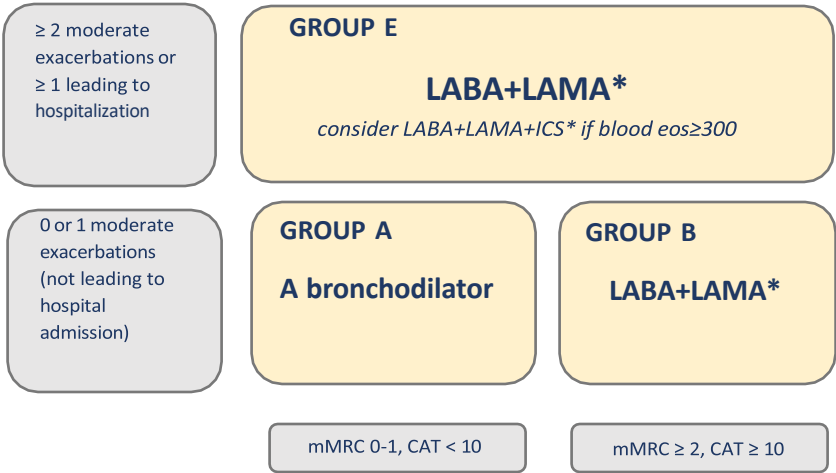 ≥ 2 moderate
exacerbations or
≥ 1 leading to
hospitalization
GROUP E
LABA+LAMA*
consider LABA+LAMA+ICS* if blood eos≥300
0 or 1 moderate
exacerbations
(not leading to
hospital
admission)
GROUP A
A bronchodilator
GROUP B
LABA+LAMA*
mMRC 0-1, CAT < 10
mMRC ≥ 2, CAT ≥ 10